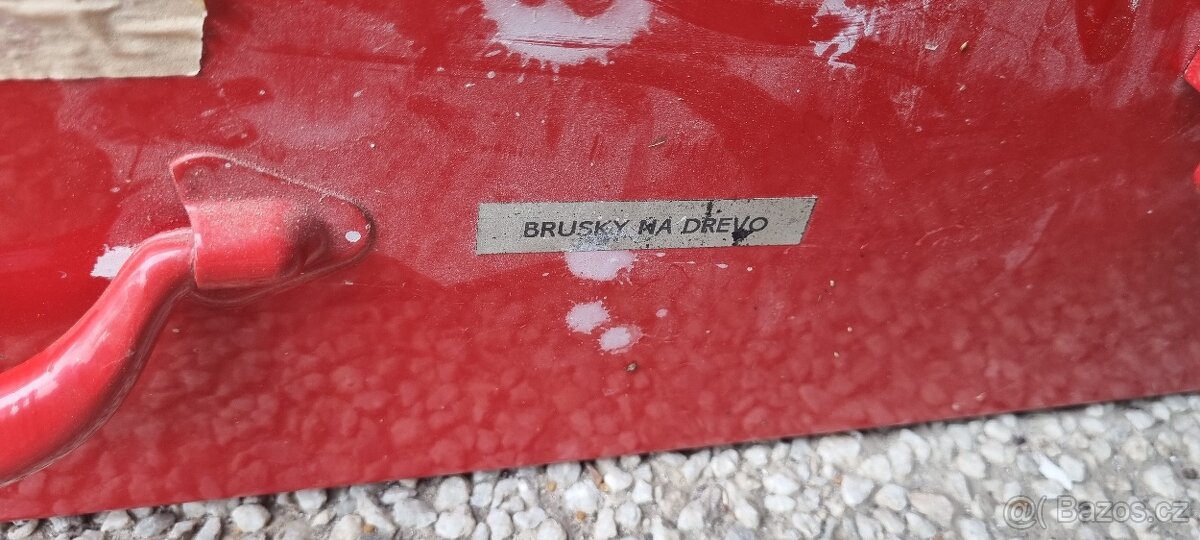 BRUSKY NA DREVO
@( Bazos.cz